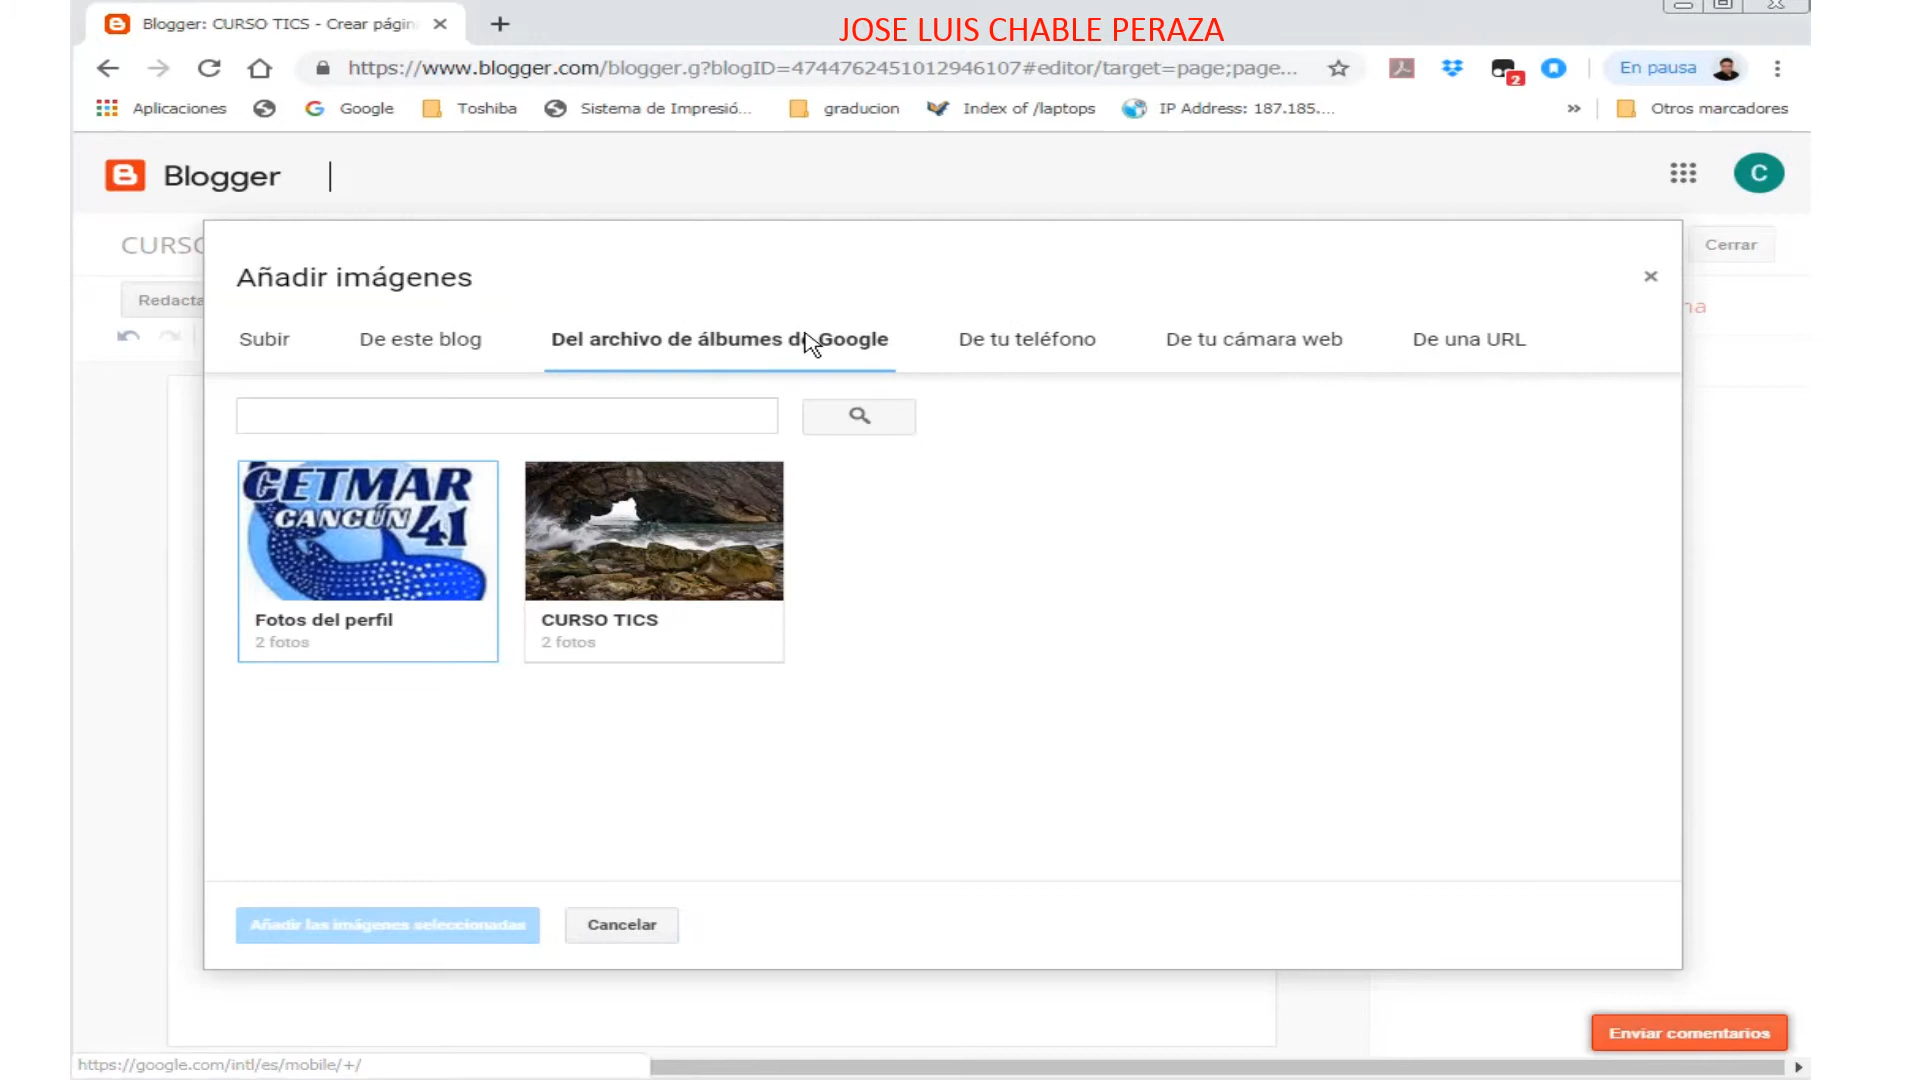 Blogger: CURSO TICS - Crear págin
JOSE LUIS CHABLE PERAZA
https://www.blogger.com/blogger.g?blogID=4744762451012946107#editor/target=page;page...
2
En pausa
Aplicaciones
Google
Toshiba
Sistema de Impresió...
graducion
Index of /laptops
IP Address: 187.185....
»
Otros marcadores
Blogger
C
CURSO
Cerrar
Añadir imágenes
Redacta
na
Subir
De este blog
Del archivo de álbumes de Google
De tu teléfono
De tu cámara web
De una URL
CETMAR
CANCÚN 41
Fotos del perfil
2 fotos
CURSO TICS
2 fotos
Añadir las imágenes seleccionadas
Cancelar
Enviar comentarios
https://google.com/intl/es/mobile/+/